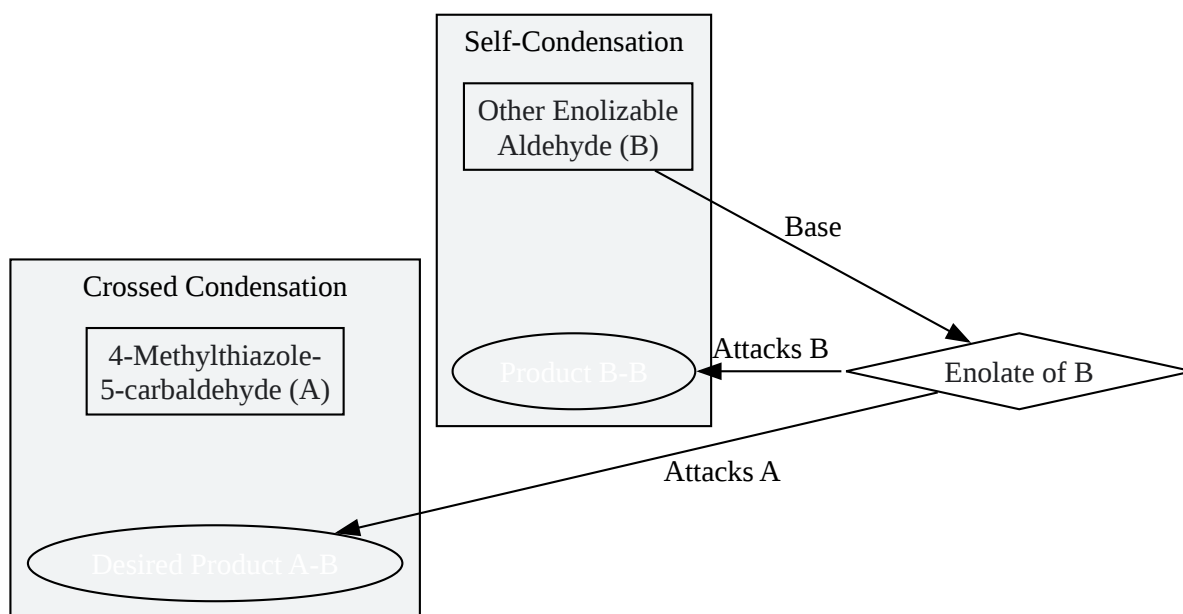 Self-Condensation
Other Enolizable
Aldehyde (B)
Base
Crossed Condensation
4-Methylthiazole-
5-carbaldehyde (A)
Attacks B
Product B-B
Enolate of B
Attacks A
Desired Product A-B